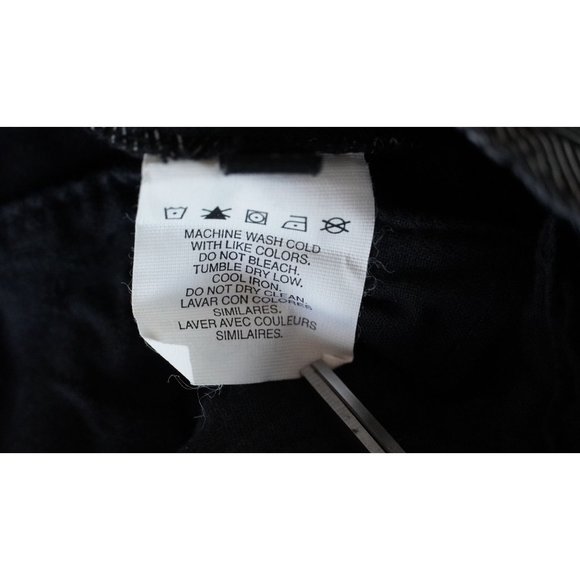 MACHINE WASH COLD
WITH LIKE COLORS.
DO NOT BLEACH.
TUMBLE DRY LOW.
COOL IRON.
DO NOT DRY CLEAN.
LAVAR CON COLORES
SIMILARES.
LAVER AVEC COULEURS
SIMILAIRES.